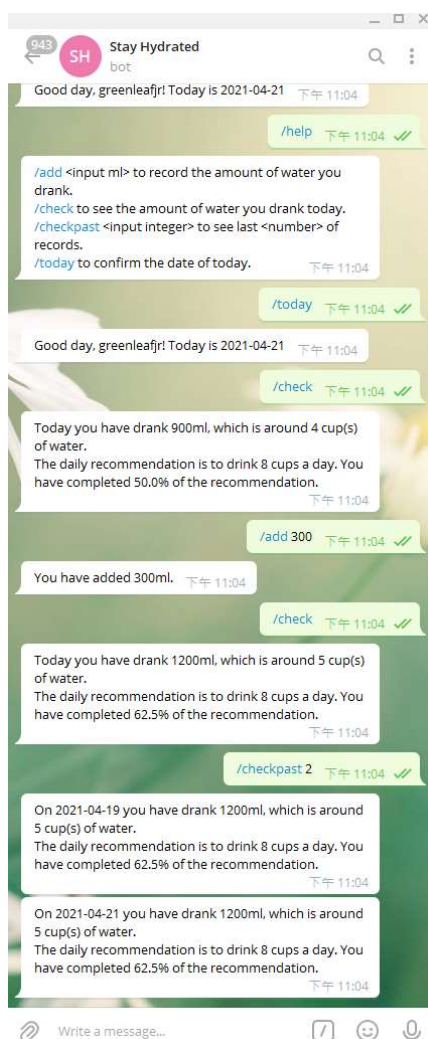 943
SH
Stay Hydrated
bot
Good day, greenleafjr! Today is 2021-04-21 下午 11:04
/help 下午 11:04
/add <input ml> to record the amount of water you
drank.
/check to see the amount of water you drank today.
/checkpast <input integer> to see last <number> of
records.
/today to confirm the date of today. 下午 11:04
/today 下午 11:04
Good day, greenleafjr! Today is 2021-04-21 下午 11:04
/check 下午 11:04
Today you have drank 900ml, which is around 4 cup(s)
of water.
The daily recommendation is to drink 8 cups a day. You
have completed 50.0% of the recommendation.
下午 11:04
/add 300 下午 11:04
You have added 300ml. 下午 11:04
/check 下午 11:04
Today you have drank 1200ml, which is around 5 cup(s)
of water.
The daily recommendation is to drink 8 cups a day. You
have completed 62.5% of the recommendation.
下午 11:04
/checkpast 2 下午 11:04
On 2021-04-19 you have drank 1200ml, which is around
5 cup(s) of water.
The daily recommendation is to drink 8 cups a day. You
have completed 62.5% of the recommendation.
下午 11:04
On 2021-04-21 you have drank 1200ml, which is around
5 cup(s) of water.
The daily recommendation is to drink 8 cups a day. You
have completed 62.5% of the recommendation.
下午 11:04
Write a message...